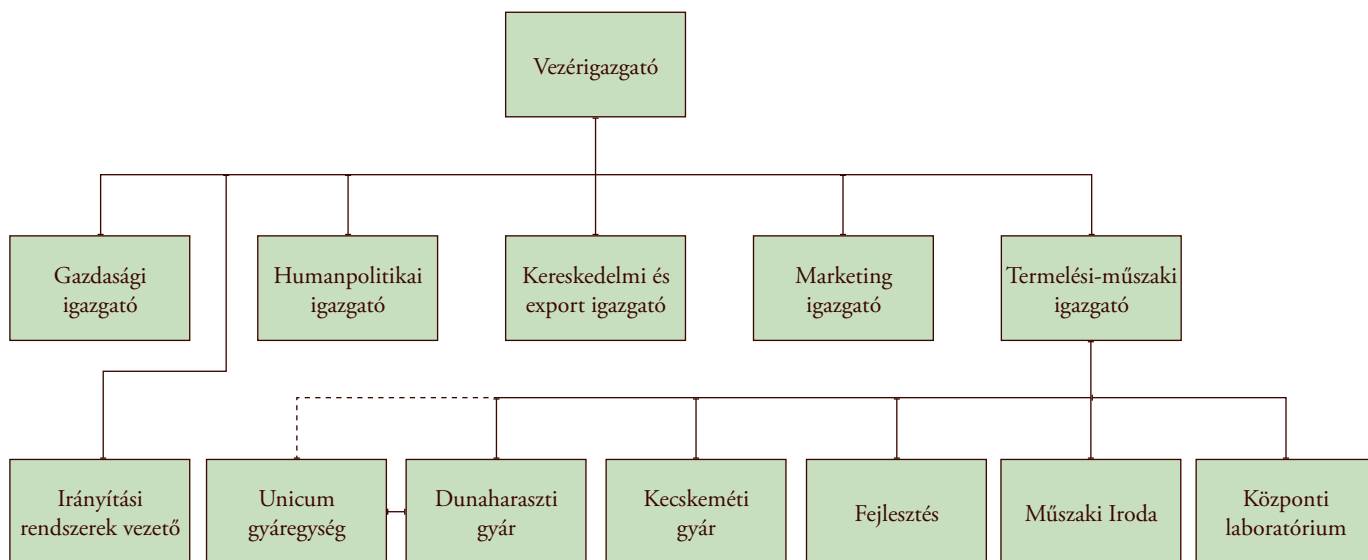 Vezérigazgató
Gazdasági
igazgató
Humanpolitikai
igazgató
Kereskedelmi és
export igazgató
Marketing
igazgató
Termelési-műszaki
igazgató
Irányítási
rendszerek vezető
Unicum
gyáregység
Dunaharaszti
gyár
Kecskeméti
gyár
Fejlesztés
Műszaki Iroda
Központi
laboratórium